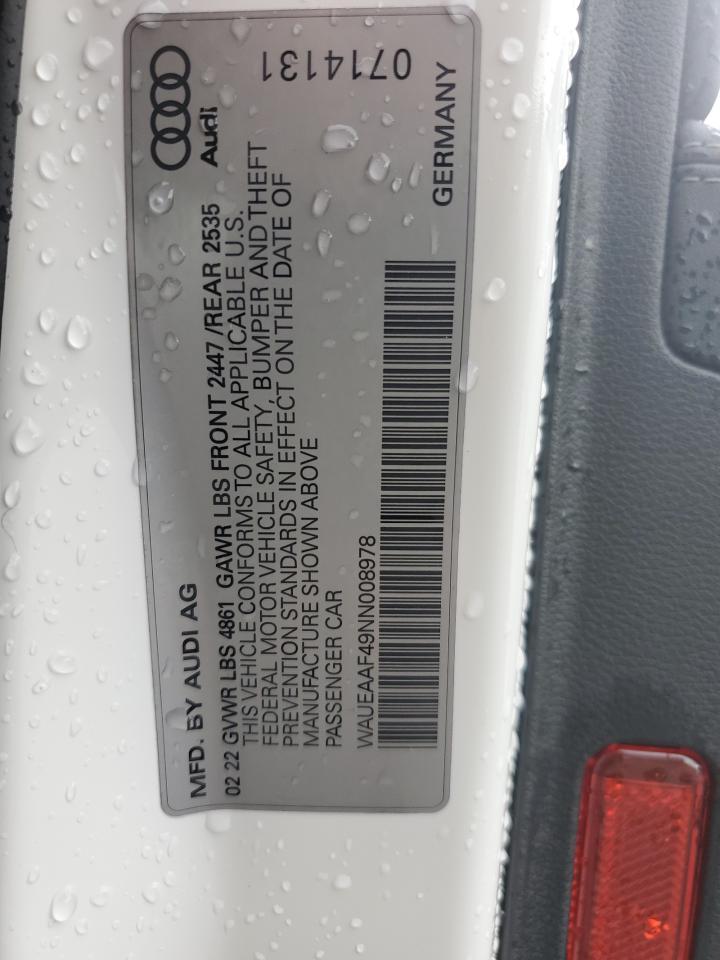 MFD. BY AUDI AG
Audi
02 22 GVWR LBS 4861 GAWR LBS FRONT 2447 /REAR 2535
THIS VEHICLE CONFORMS TO ALL APPLICABLE U.S.
FEDERAL MOTOR VEHICLE SAFETY, BUMPER AND THEFT
PREVENTION STANDARDS IN EFFECT ON THE DATE OF
MANUFACTURE SHOWN ABOVE
PASSENGER CAR
WAUEAAF49NN008978
GERMANY
0714131